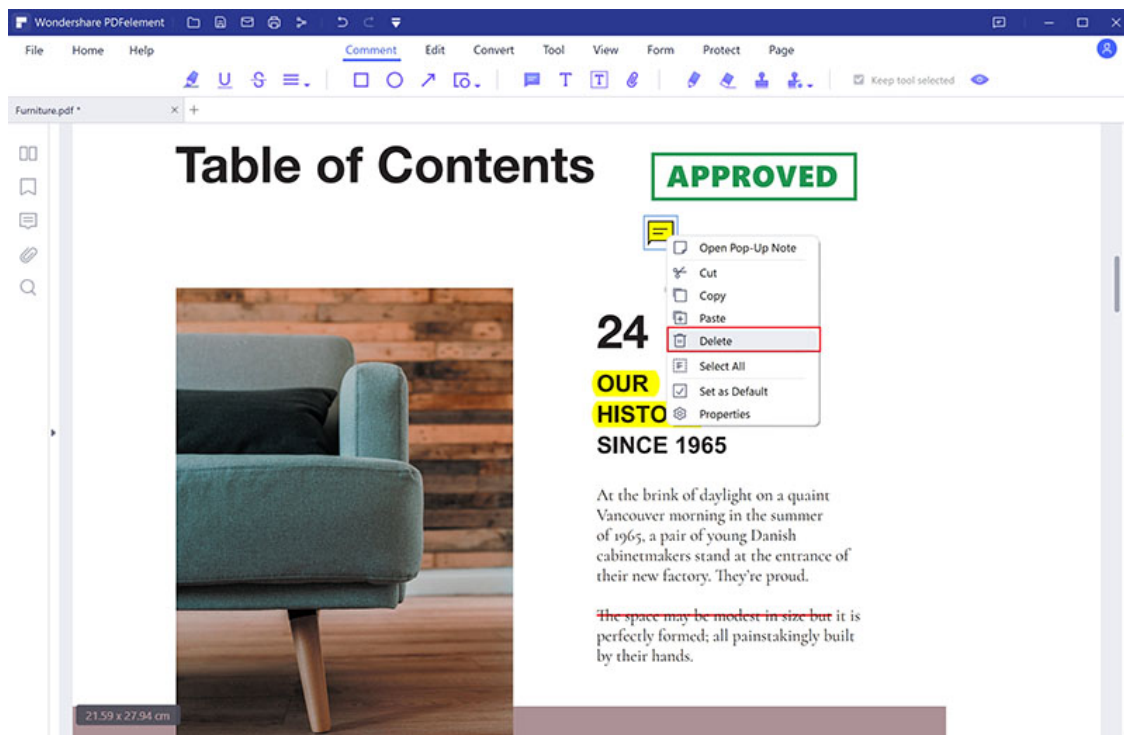 Wondershare PDFelement
File Home Help Comment Edit Convert Tool View Form Protect Page
Keep tool selected
Furniture.pdf *
Table of Contents
APPROVED
Open Pop-Up Note
Cut
Copy
Paste
Delete
Select All
Set as Default
Properties
24
OUR
HISTO
SINCE 1965
At the brink of daylight on a quaint
Vancouver morning in the summer
of 1965, a pair of young Danish
cabinetmakers stand at the entrance of
their new factory. They're proud.
The space may be modest in size but it is
perfectly formed; all painstakingly built
by their hands.
21.59 x 27.94 cm